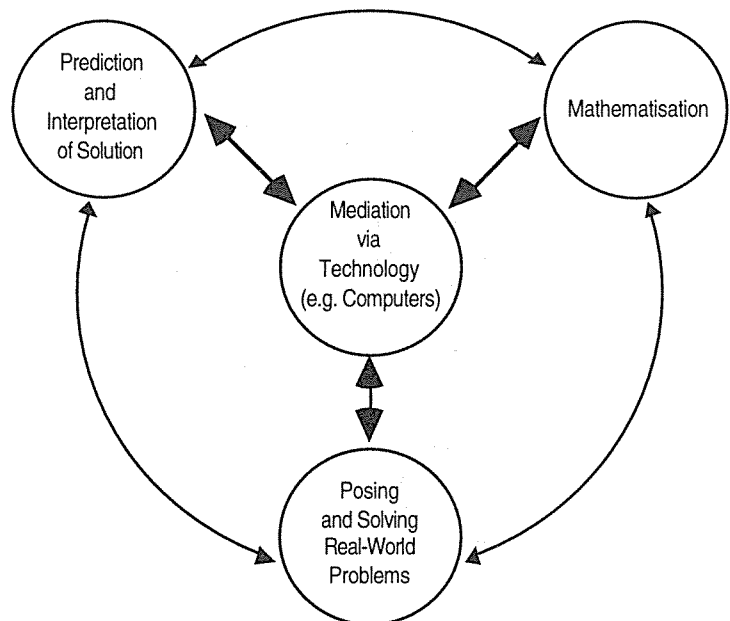 Prediction
and
Interpretation
of Solution
Mathematisation
Mediation
via
Technology
(e.g. Computers)
Posing
and Solving
Real-World
Problems